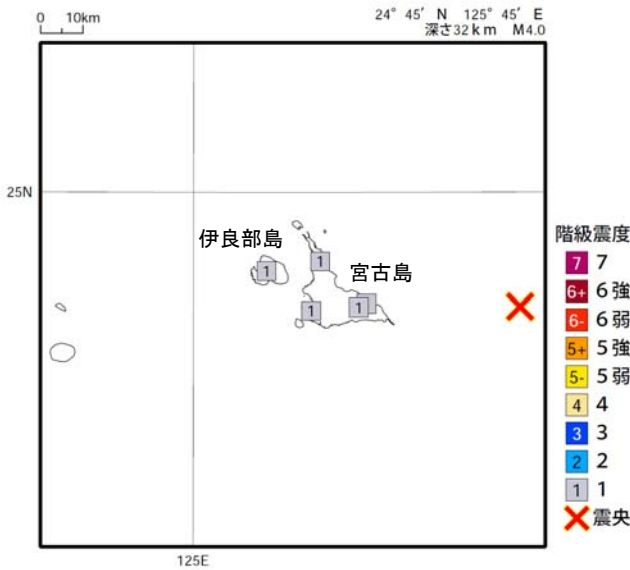 0 10km
24° 45′ N 125° 45′ E
深さ32ｋｍ M4.0
25N
伊良部島
宮古島
1
1
1
1
125E
階級震度
7 7
6+ 6強
6- 6弱
5+ 5強
5- 5弱
4 4
3 3
2 2
1 1
震央